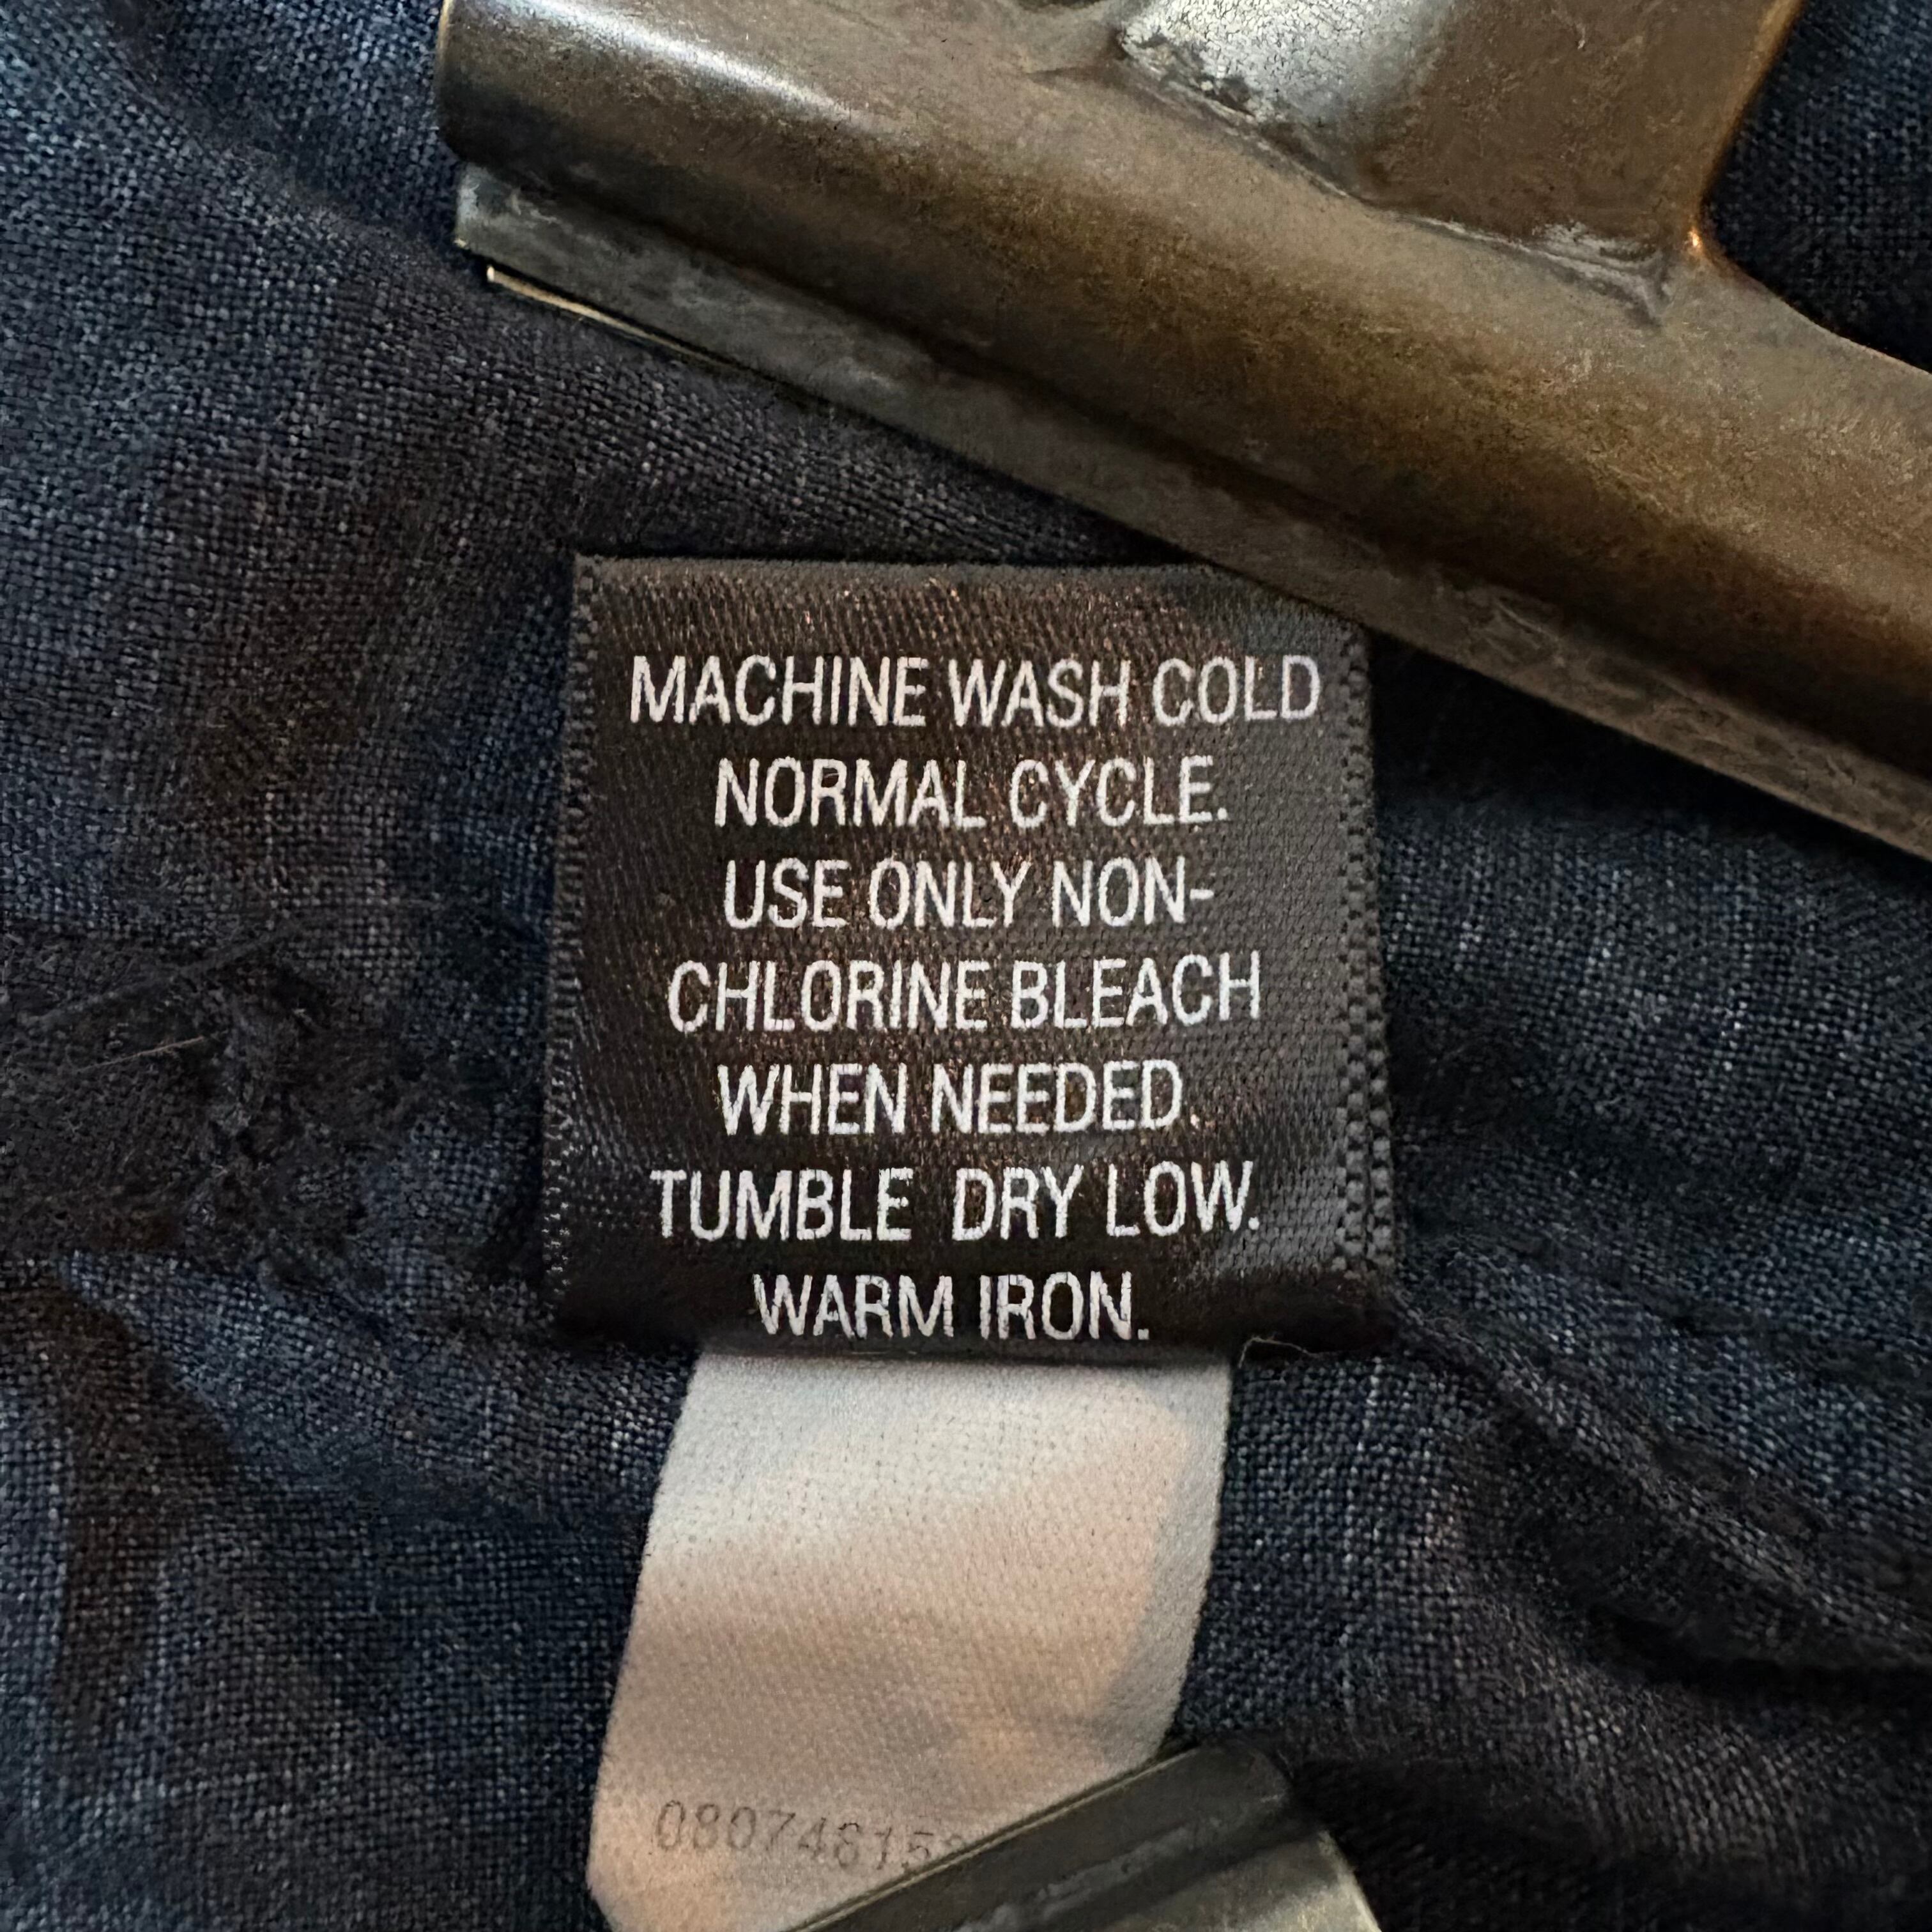 MACHINE WASH COLD
NORMAL CYCLE.
USE ONLY NON-
CHLORINE BLEACH
WHEN NEEDED.
TUMBLE DRY LOW.
WARM IRON.